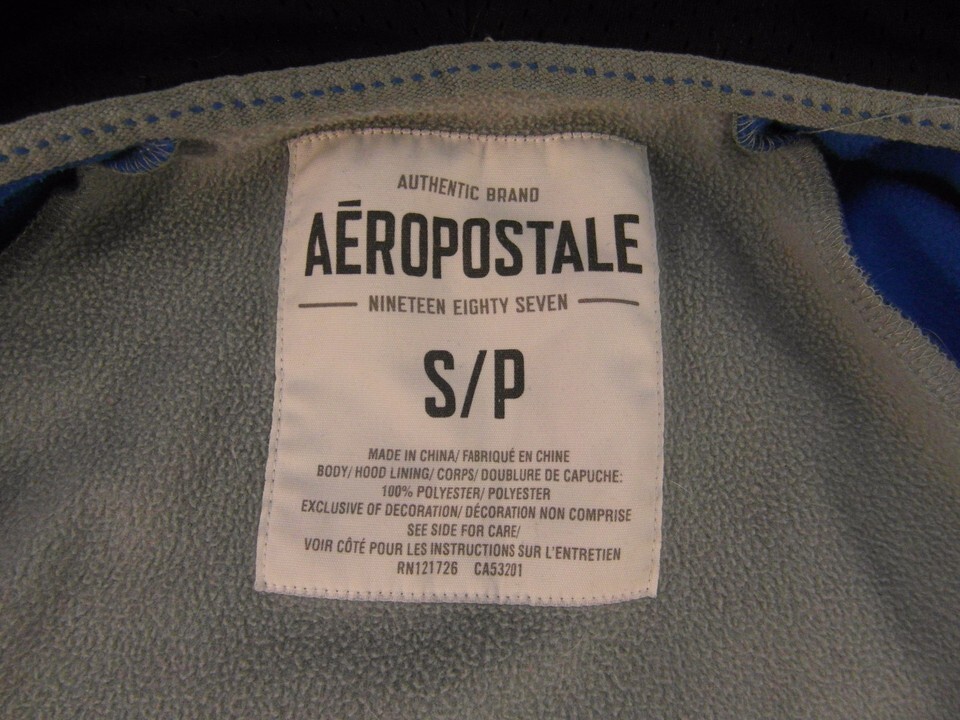 AUTHENTIC BRAND
AĒROPOSTALE
NINETEEN EIGHTY SEVEN
S/P
MADE IN CHINA/ FABRIQUÉ EN CHINE
BODY/ HOOD LINING/ CORPS/ DOUBLURE DE CAPUCHE:
100% POLYESTER/ POLYESTER
EXCLUSIVE OF DECORATION/ DÉCORATION NON COMPRISE
SEE SIDE FOR CARE/
VOIR CÔTÉ POUR LES INSTRUCTIONS SUR L'ENTRETIEN
RN121726 CA53201